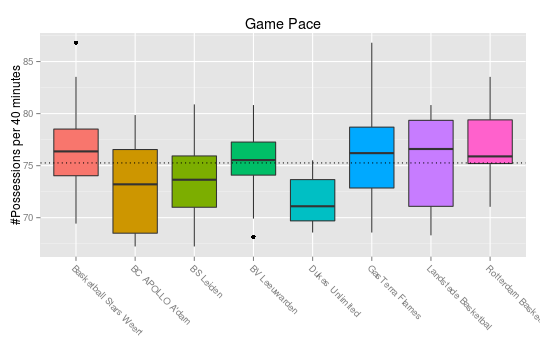 Game Pace
#Possessions per 40 minutes
85
80
75
70
Basketball Stars Weert
BC APOLLO A'dam
BS Leiden
BV Leeuwarden
Dukes Unlimited
GasTerra Flames
Landstede Basketbal
Rotterdam